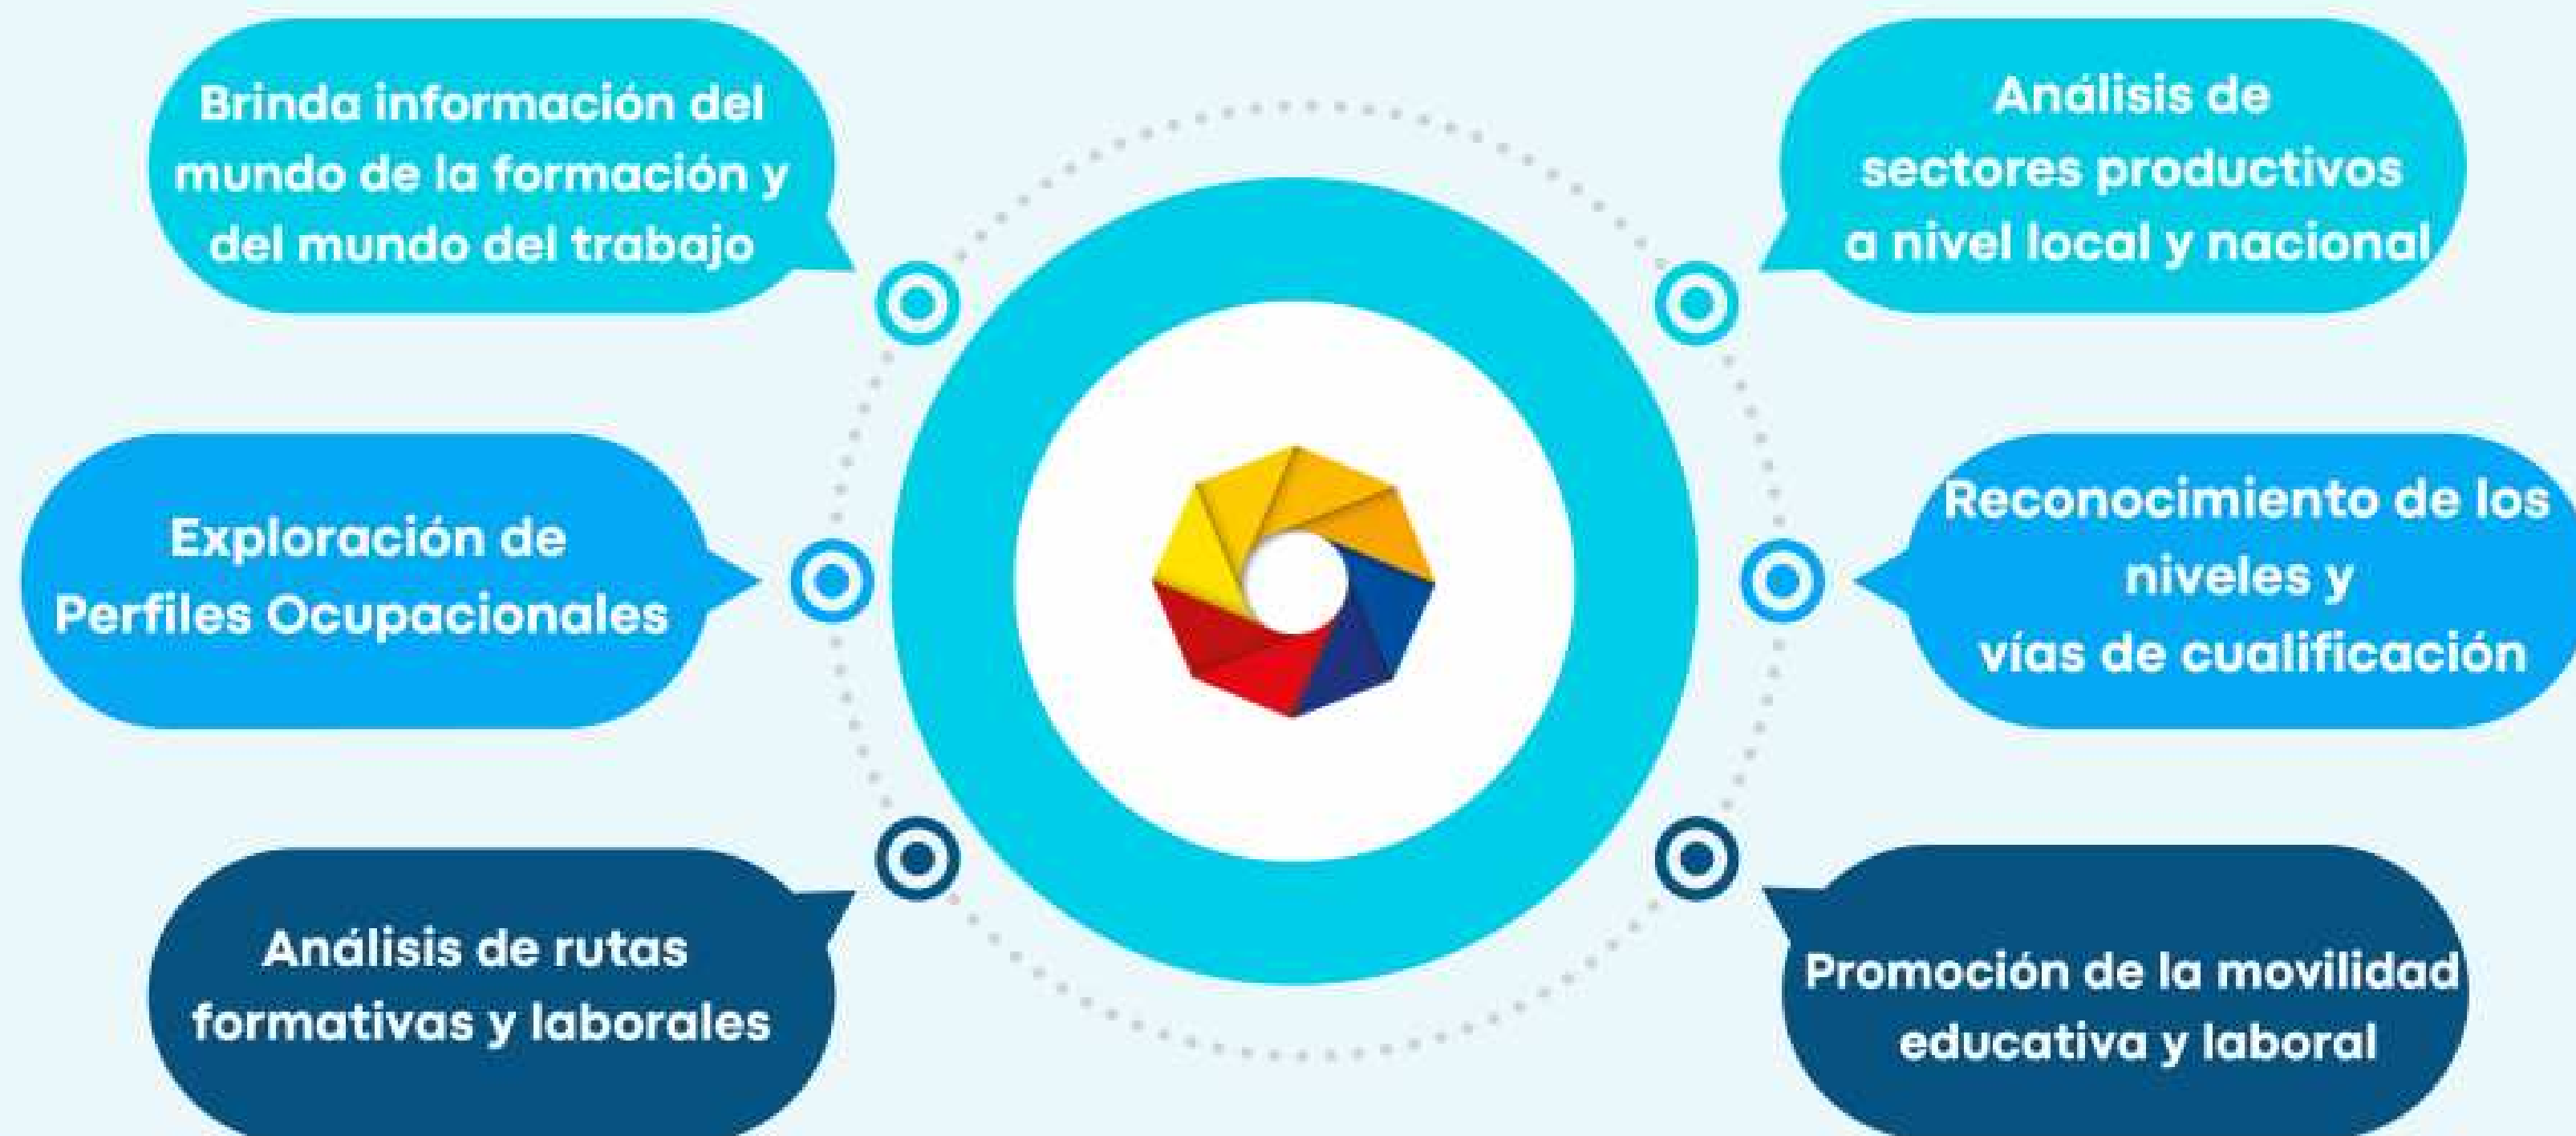 Brinda información del
mundo de la formación y
del mundo del trabajo
Análisis de
sectores productivos
a nivel local y nacional
Exploración de
Perfiles Ocupacionales
Reconocimiento de los
niveles y
vías de cualificación
Análisis de rutas
formativas y laborales
Promoción de la movilidad
educativa y laboral